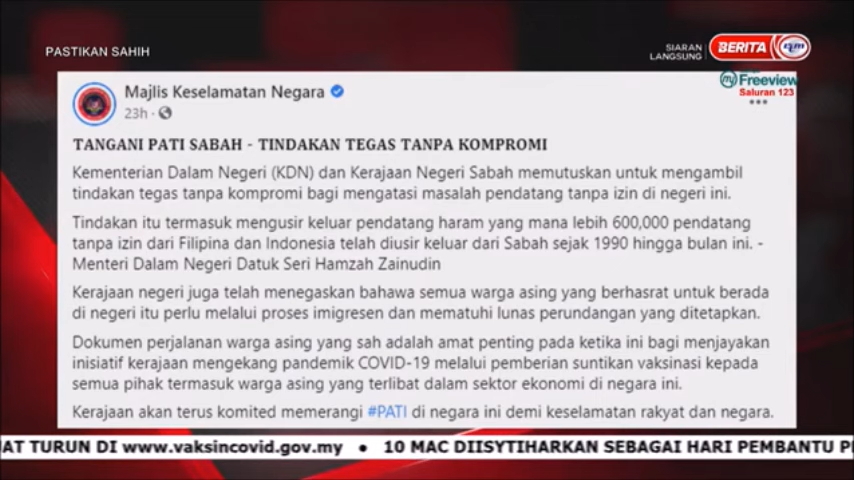 PASTIKAN SAHIH
SIARAN
LANGSUNG
BERITA rtm
my Freeview
Saluran 123
Majlis Keselamatan Negara
23h ·
TANGANI PATI SABAH - TINDAKAN TEGAS TANPA KOMPROMI
Kementerian Dalam Negeri (KDN) dan Kerajaan Negeri Sabah memutuskan untuk mengambil
tindakan tegas tanpa kompromi bagi mengatasi masalah pendatang tanpa izin di negeri ini.
Tindakan itu termasuk mengusir keluar pendatang haram yang mana lebih 600,000 pendatang
tanpa izin dari Filipina dan Indonesia telah diusir keluar dari Sabah sejak 1990 hingga bulan ini. -
Menteri Dalam Negeri Datuk Seri Hamzah Zainudin
Kerajaan negeri juga telah menegaskan bahawa semua warga asing yang berhasrat untuk berada
di negeri itu perlu melalui proses imigresen dan mematuhi lunas perundangan yang ditetapkan.
Dokumen perjalanan warga asing yang sah adalah amat penting pada ketika ini bagi menjayakan
inisiatif kerajaan mengekang pandemik COVID-19 melalui pemberian suntikan vaksinasi kepada
semua pihak termasuk warga asing yang terlibat dalam sektor ekonomi di negara ini.
Kerajaan akan terus komited memerangi #PATI di negara ini demi keselamatan rakyat dan negara.
MAT TURUN DI www.vaksincovid.gov.my • 10 MAC DIISYTIHARKAN SEBAGAI HARI PEMBANTU P